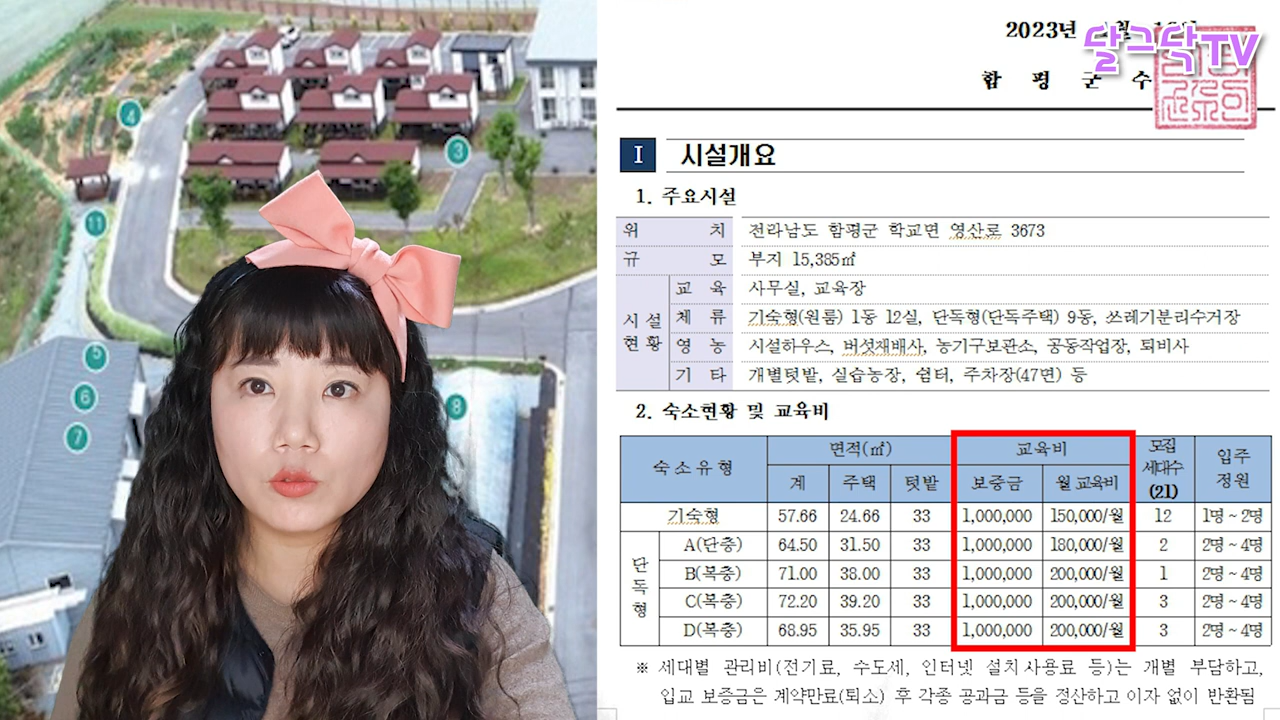 2023년
달그닥TV
함 평 군 수
I 시설개요
1. 주요시설
위 치 전라남도 함평군 학교면 영산로 3673
규 모 부지 15,385㎡
시설현황 교 육 사무실, 교육장
체 류 기숙형(원룸) 1동 12실, 단독형(단독주택) 9동, 쓰레기분리수거장
영 농 시설하우스, 버섯재배사, 농기구보관소, 공동작업장, 퇴비사
기 타 개별텃밭, 실습농장, 쉼터, 주차장(47면) 등
2. 숙소현황 및 교육비
숙소유형 면적(㎡) 교육비 모집세대수(21) 입주정원
계 주택 텃밭 보증금 월 교육비
기숙형 57.66 24.66 33 1,000,000 150,000/월 12 1명~2명
단독형 A(단층) 64.50 31.50 33 1,000,000 180,000/월 2 2명~4명
B(복층) 71.00 38.00 33 1,000,000 200,000/월 1 2명~4명
C(복층) 72.20 39.20 33 1,000,000 200,000/월 3 2명~4명
D(복층) 68.95 35.95 33 1,000,000 200,000/월 3 2명~4명
※ 세대별 관리비(전기료, 수도세, 인터넷 설치사용료 등)는 개별 부담하고,
입교 보증금은 계약만료(퇴소) 후 각종 공과금 등을 정산하고 이자 없이 반환됨
4
3
11
5
6
7
8